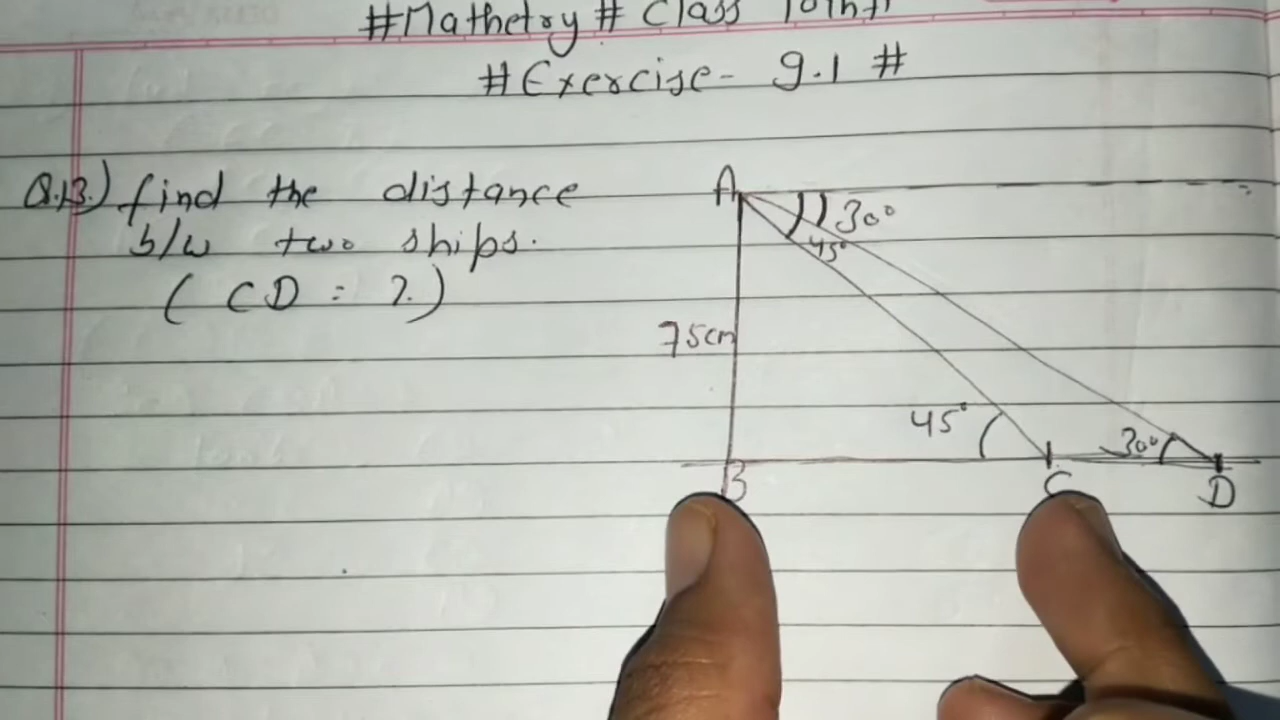 #Mathetry # Class 10th#
#Exercise- 9.1 #
Q.13.) find the distance
b/w two ships.
( CD = ?.)
A
30°
45°
75cm
45°
30°
B
C
D